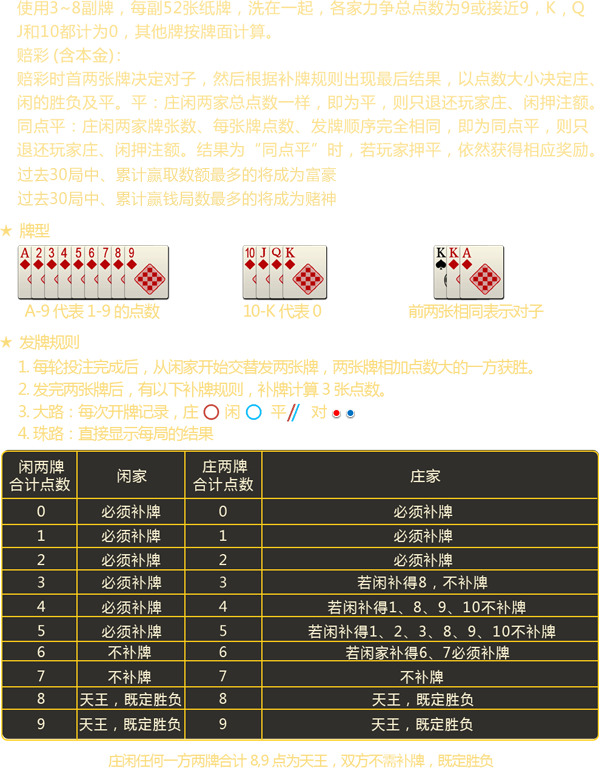 使用3~8副牌，每副52张纸牌，洗在一起，各家力争总点数为9或接近9，K，Q
J和10都计为0，其他牌按牌面计算。
赔彩 (含本金)：
赔彩时首两张牌决定对子，然后根据补牌规则出现最后结果，以点数大小决定庄、
闲的胜负及平。平：庄闲两家总点数一样，即为平，则只退还玩家庄、闲押注额。
同点平：庄闲两家牌张数、每张牌点数、发牌顺序完全相同，即为同点平，则只
退还玩家庄、闲押注额。结果为“同点平”时，若玩家押平，依然获得相应奖励。
过去30局中、累计赢取数额最多的将成为富豪
过去30局中、累计赢钱局数最多的将成为赌神
★ 牌型
A 2 3 4 5 6 7 8 9 10 J Q K K K A
A-9 代表 1-9 的点数 10-K 代表 0 前两张相同表示对子
★ 发牌规则
1. 每轮投注完成后，从闲家开始交替发两张牌，两张牌相加点数大的一方获胜。
2. 发完两张牌后，有以下补牌规则，补牌计算 3 张点数。
3. 大路：每次开牌记录，庄 闲 平 对
4. 珠路：直接显示每局的结果
闲两牌合计点数 闲家 庄两牌合计点数 庄家
0 必须补牌 0 必须补牌
1 必须补牌 1 必须补牌
2 必须补牌 2 必须补牌
3 必须补牌 3 若闲补得8，不补牌
4 必须补牌 4 若闲补得1、8、9、10不补牌
5 必须补牌 5 若闲补得1、2、3、8、9、10不补牌
6 不补牌 6 若闲家补得6、7必须补牌
7 不补牌 7 不补牌
8 天王，既定胜负 8 天王，既定胜负
9 天王，既定胜负 9 天王，既定胜负
庄闲任何一方两牌合计 8,9 点为天王，双方不需补牌，既定胜负